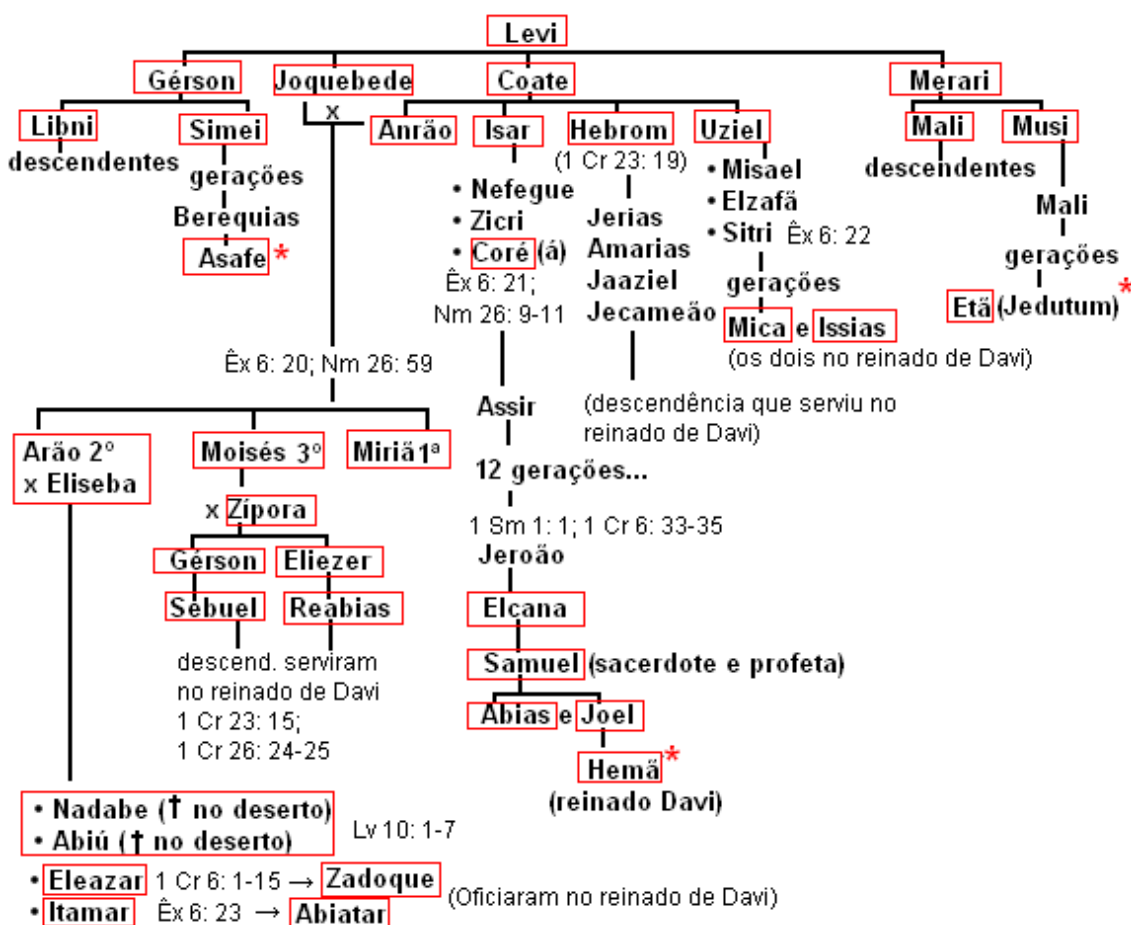 Levi
Gérson Joquebede Coate Merari
x
Libni Simei Anrão Isar Hebrom Uziel Mali Musi
descendentes
gerações
Berequias
Asafe *
• Nefegue
• Zicri
• Coré (á)
Êx 6: 21;
Nm 26: 9-11
(1 Cr 23: 19)
Jerias
Amarias
Jaaziel
Jecameão
• Misael
• Elzafã
• Sitri Êx 6: 22
gerações
Mica e Issias
(os dois no reinado de Davi)
descendentes
Mali
gerações
Etã (Jedutum) *
Êx 6: 20; Nm 26: 59
Arão 2º
x Eliseba
Moisés 3º
Miriã 1ª
x Zípora
Gérson Eliezer
Sebuel Reabias
descend. serviram
no reinado de Davi
1 Cr 23: 15;
1 Cr 26: 24-25
Assir
12 gerações...
1 Sm 1: 1; 1 Cr 6: 33-35
Jeroão
Elcana
Samuel (sacerdote e profeta)
Abias e Joel
Hemã *
(reinado Davi)
(descendência que serviu no
reinado de Davi)
• Nadabe († no deserto)
• Abiú († no deserto)
Lv 10: 1-7
• Eleazar 1 Cr 6: 1-15 → Zadoque
• Itamar Êx 6: 23 → Abiatar
(Oficiaram no reinado de Davi)